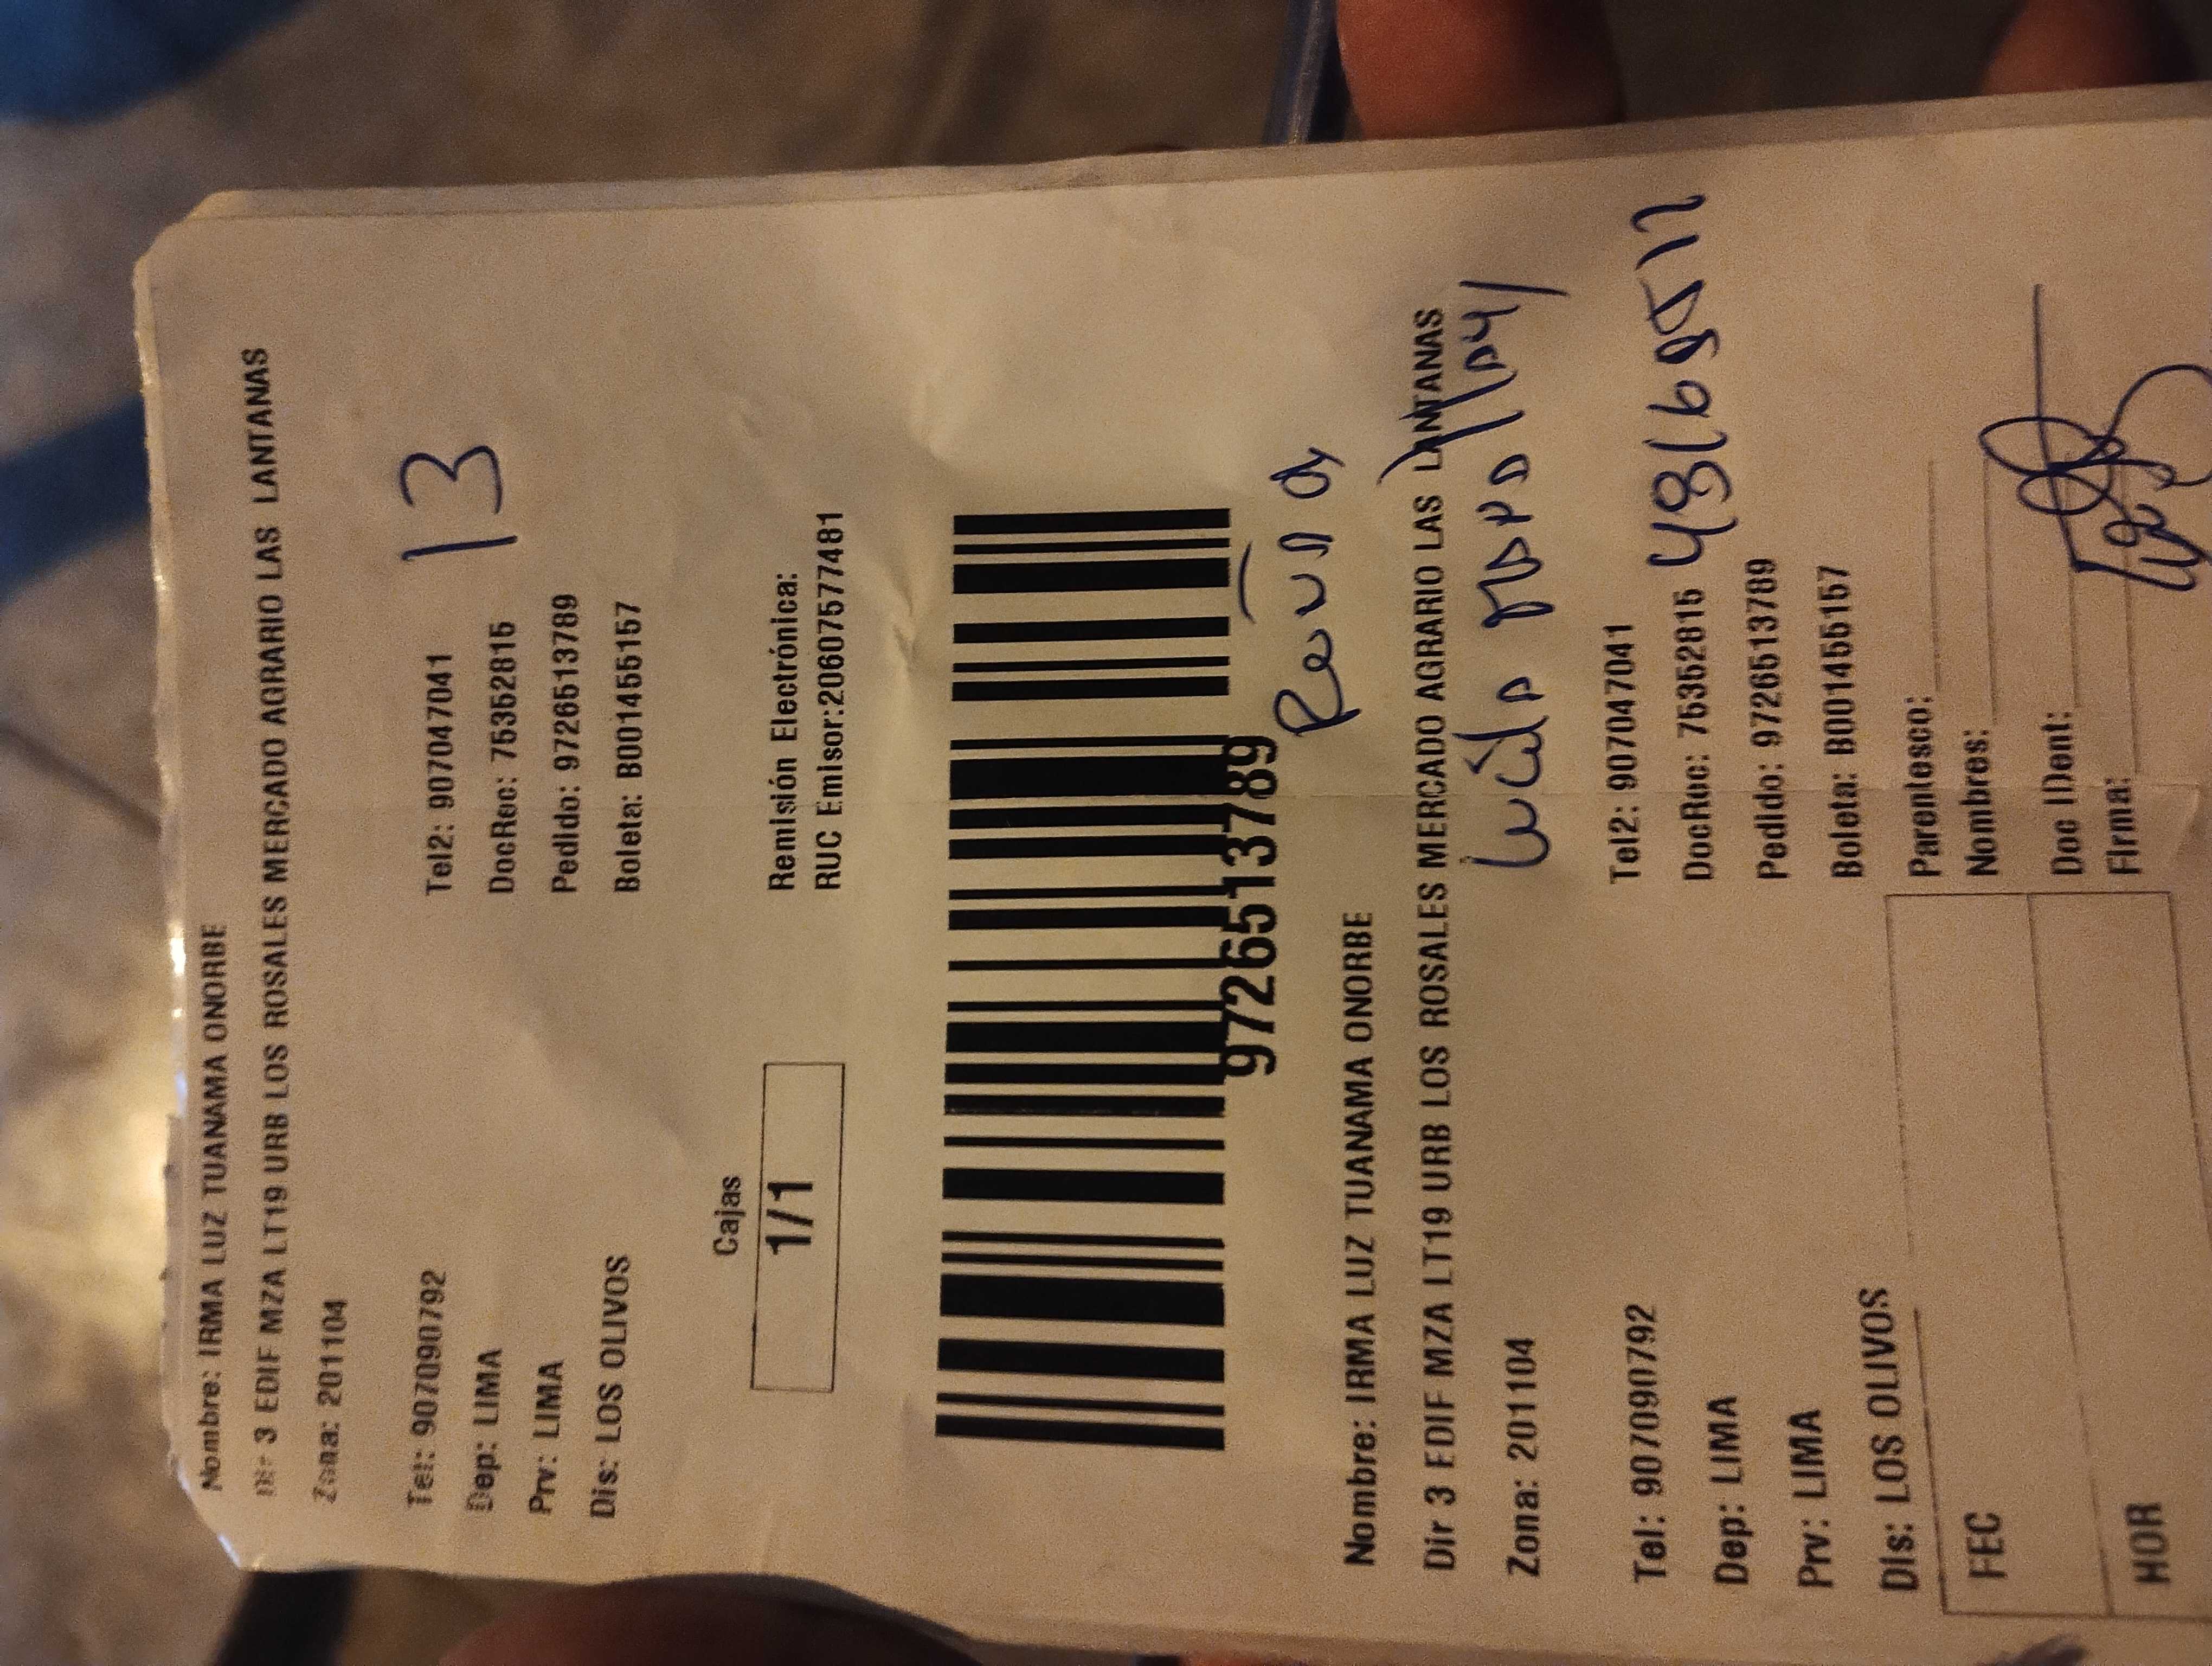 Nombre: IRMA LUZ TUANAMA ONORBE
Dir 3 EDIF MZA LT19 URB LOS ROSALES MERCADO AGRARIO LAS LANTANAS
Zona: 201104
13
Tel: 907090792 Tel2: 907047041
Dep: LIMA DocRec: 75352815
Prv: LIMA Pedido: 972651 3789
Dis: LOS OLIVOS Boleta: B001455157
Cajas
1/1
Remisión Electrónica:
RUC Emisor:20607577481
9726513789
Nombre: IRMA LUZ TUANAMA ONORBE
Dir 3 EDIF MZA LT19 URB LOS ROSALES MERCADO AGRARIO LAS LANTANAS
Zona: 201104
Tel: 907090792 Tel2: 907047041
Dep: LIMA DocRec: 75352815
Prv: LIMA Pedido: 9726513789
Dis: LOS OLIVOS Boleta: B001455157
Parentesco:
Nombres:
Doc IDent:
Firma:
FEC
HOR